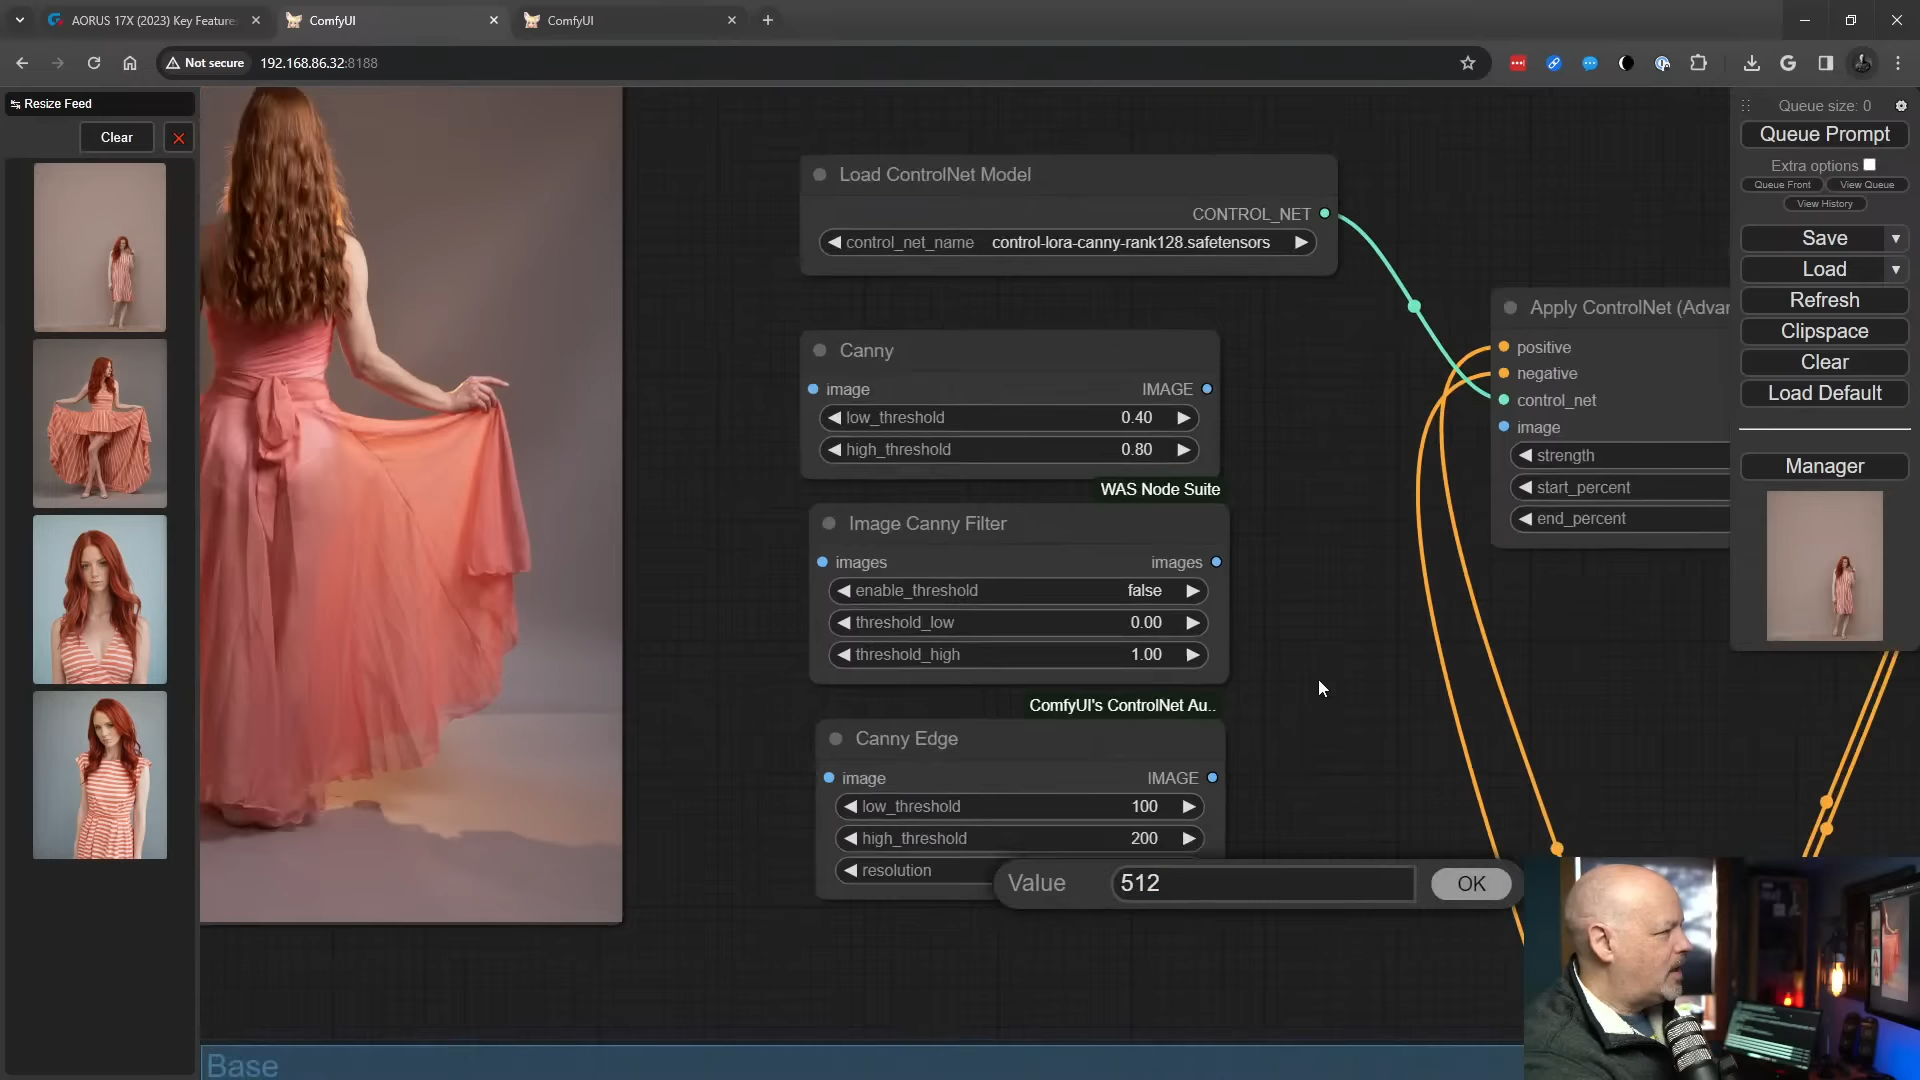 AORUS 17X (2023) Key Feature
ComfyUI
ComfyUI
Not secure
192.168.86.32:8188
Resize Feed
Clear
Load ControlNet Model
CONTROL_NET
control_net_name control-lora-canny-rank128.safetensors
Canny
image IMAGE
low_threshold 0.40
high_threshold 0.80
WAS Node Suite
Image Canny Filter
images images
enable_threshold false
threshold_low 0.00
threshold_high 1.00
ComfyUI's ControlNet Au..
Canny Edge
image IMAGE
low_threshold 100
high_threshold 200
resolution
Value 512 OK
Apply ControlNet (Advan
positive
negative
control_net
image
strength
start_percent
end_percent
Queue size: 0
Queue Prompt
Extra options
Queue Front View Queue
View History
Save
Load
Refresh
Clipspace
Clear
Load Default
Manager
Base